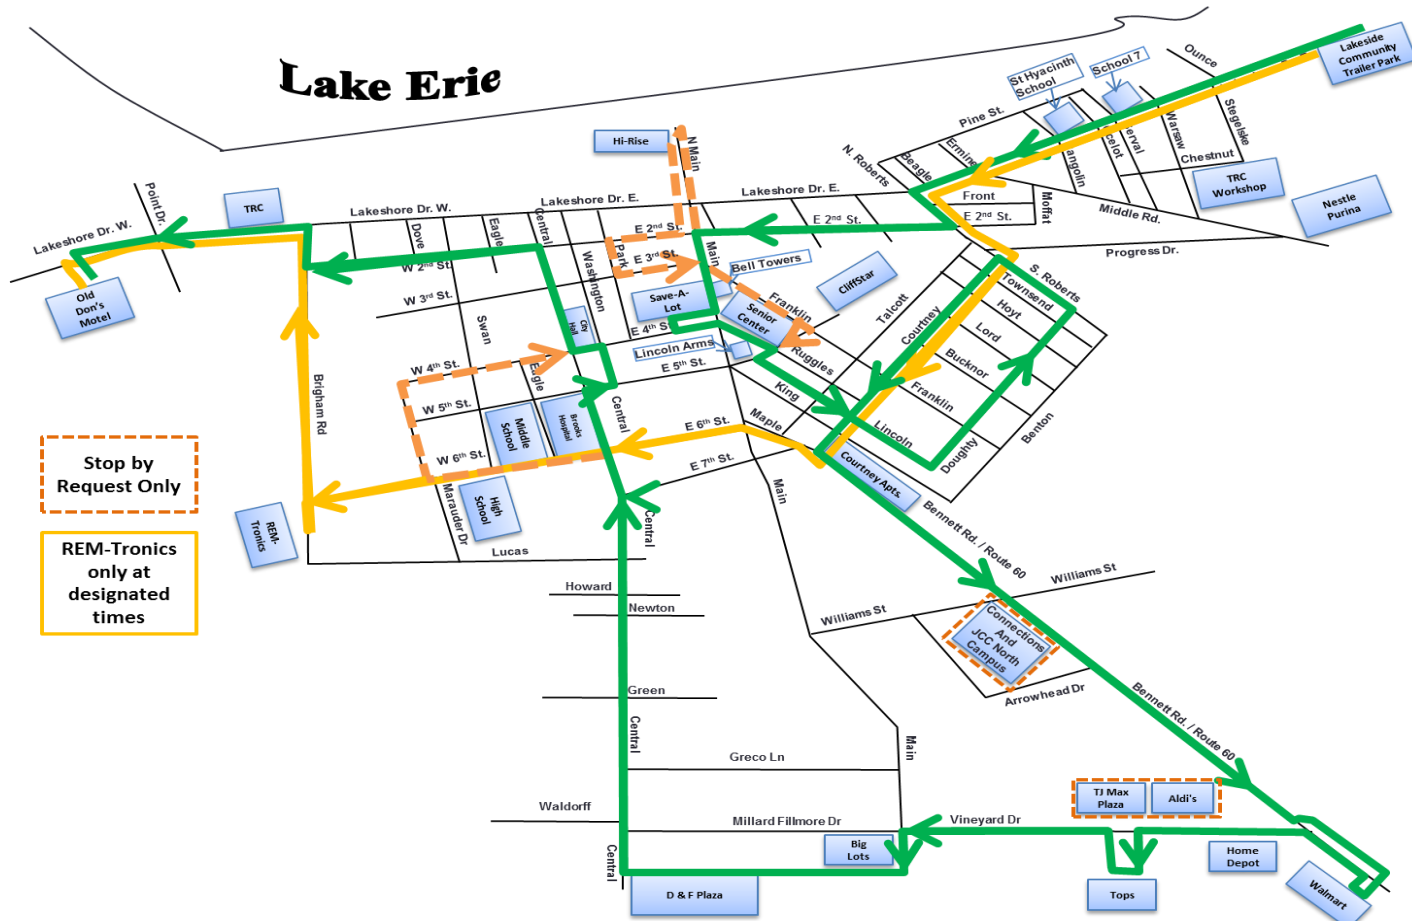 Lake Erie
Lakeside
Community
Trailer Park
Ounce
School 7
St Hyacinth
School
Pine St.
Stegelske
Warsaw
erval
celot
angolin
Ermine
Beagle
N. Roberts
Chestnut
TRC
Workshop
Nestle
Purina
Hi-Rise
N Main
Lakeshore Dr. E.
Front
Moffat
Middle Rd.
E 2nd St.
E 2nd St.
Progress Dr.
Point Dr.
TRC
Lakeshore Dr. W.
Lakeshore Dr. W.
Lakeshore Dr. E.
Dove
Eagle
Central
E 2nd St.
Park
E 3rd St.
Main
Bell Towers
W 2nd St.
Washington
W 3rd St.
Old
Don's
Motel
Save-A-
Lot
Senior
Center
Franklin
CliffStar
Talcott
Courtney
S. Roberts
Townsend
Hoyt
Lord
Bucknor
Franklin
Lincoln
Doughty
Benton
City
Hall
E 4th St.
Lincoln Arms
Ruggles
E 5th St.
King
Maple
Swan
W 4th St.
Eagle
W 5th St.
Central
Brigham Rd
Middle
School
Brooks
Hospital
E 6th St.
W 6th St.
E 7th St.
Courtney Apts.
Stop by
Request Only
Marauder Dr
High
School
Main
REM-
Tronics
Central
Lucas
Bennett Rd. / Route 60
REM-Tronics
only at
designated
times
Howard
Newton
Williams St
Williams St
Connections
And
JCC North
Campus
Arrowhead Dr
Green
Central
Main
Bennett Rd. / Route 60
Greco Ln
TJ Max
Plaza
Aldi's
Waldorff
Millard Fillmore Dr
Vineyard Dr
Big
Lots
Home
Depot
Central
D & F Plaza
Tops
Walmart